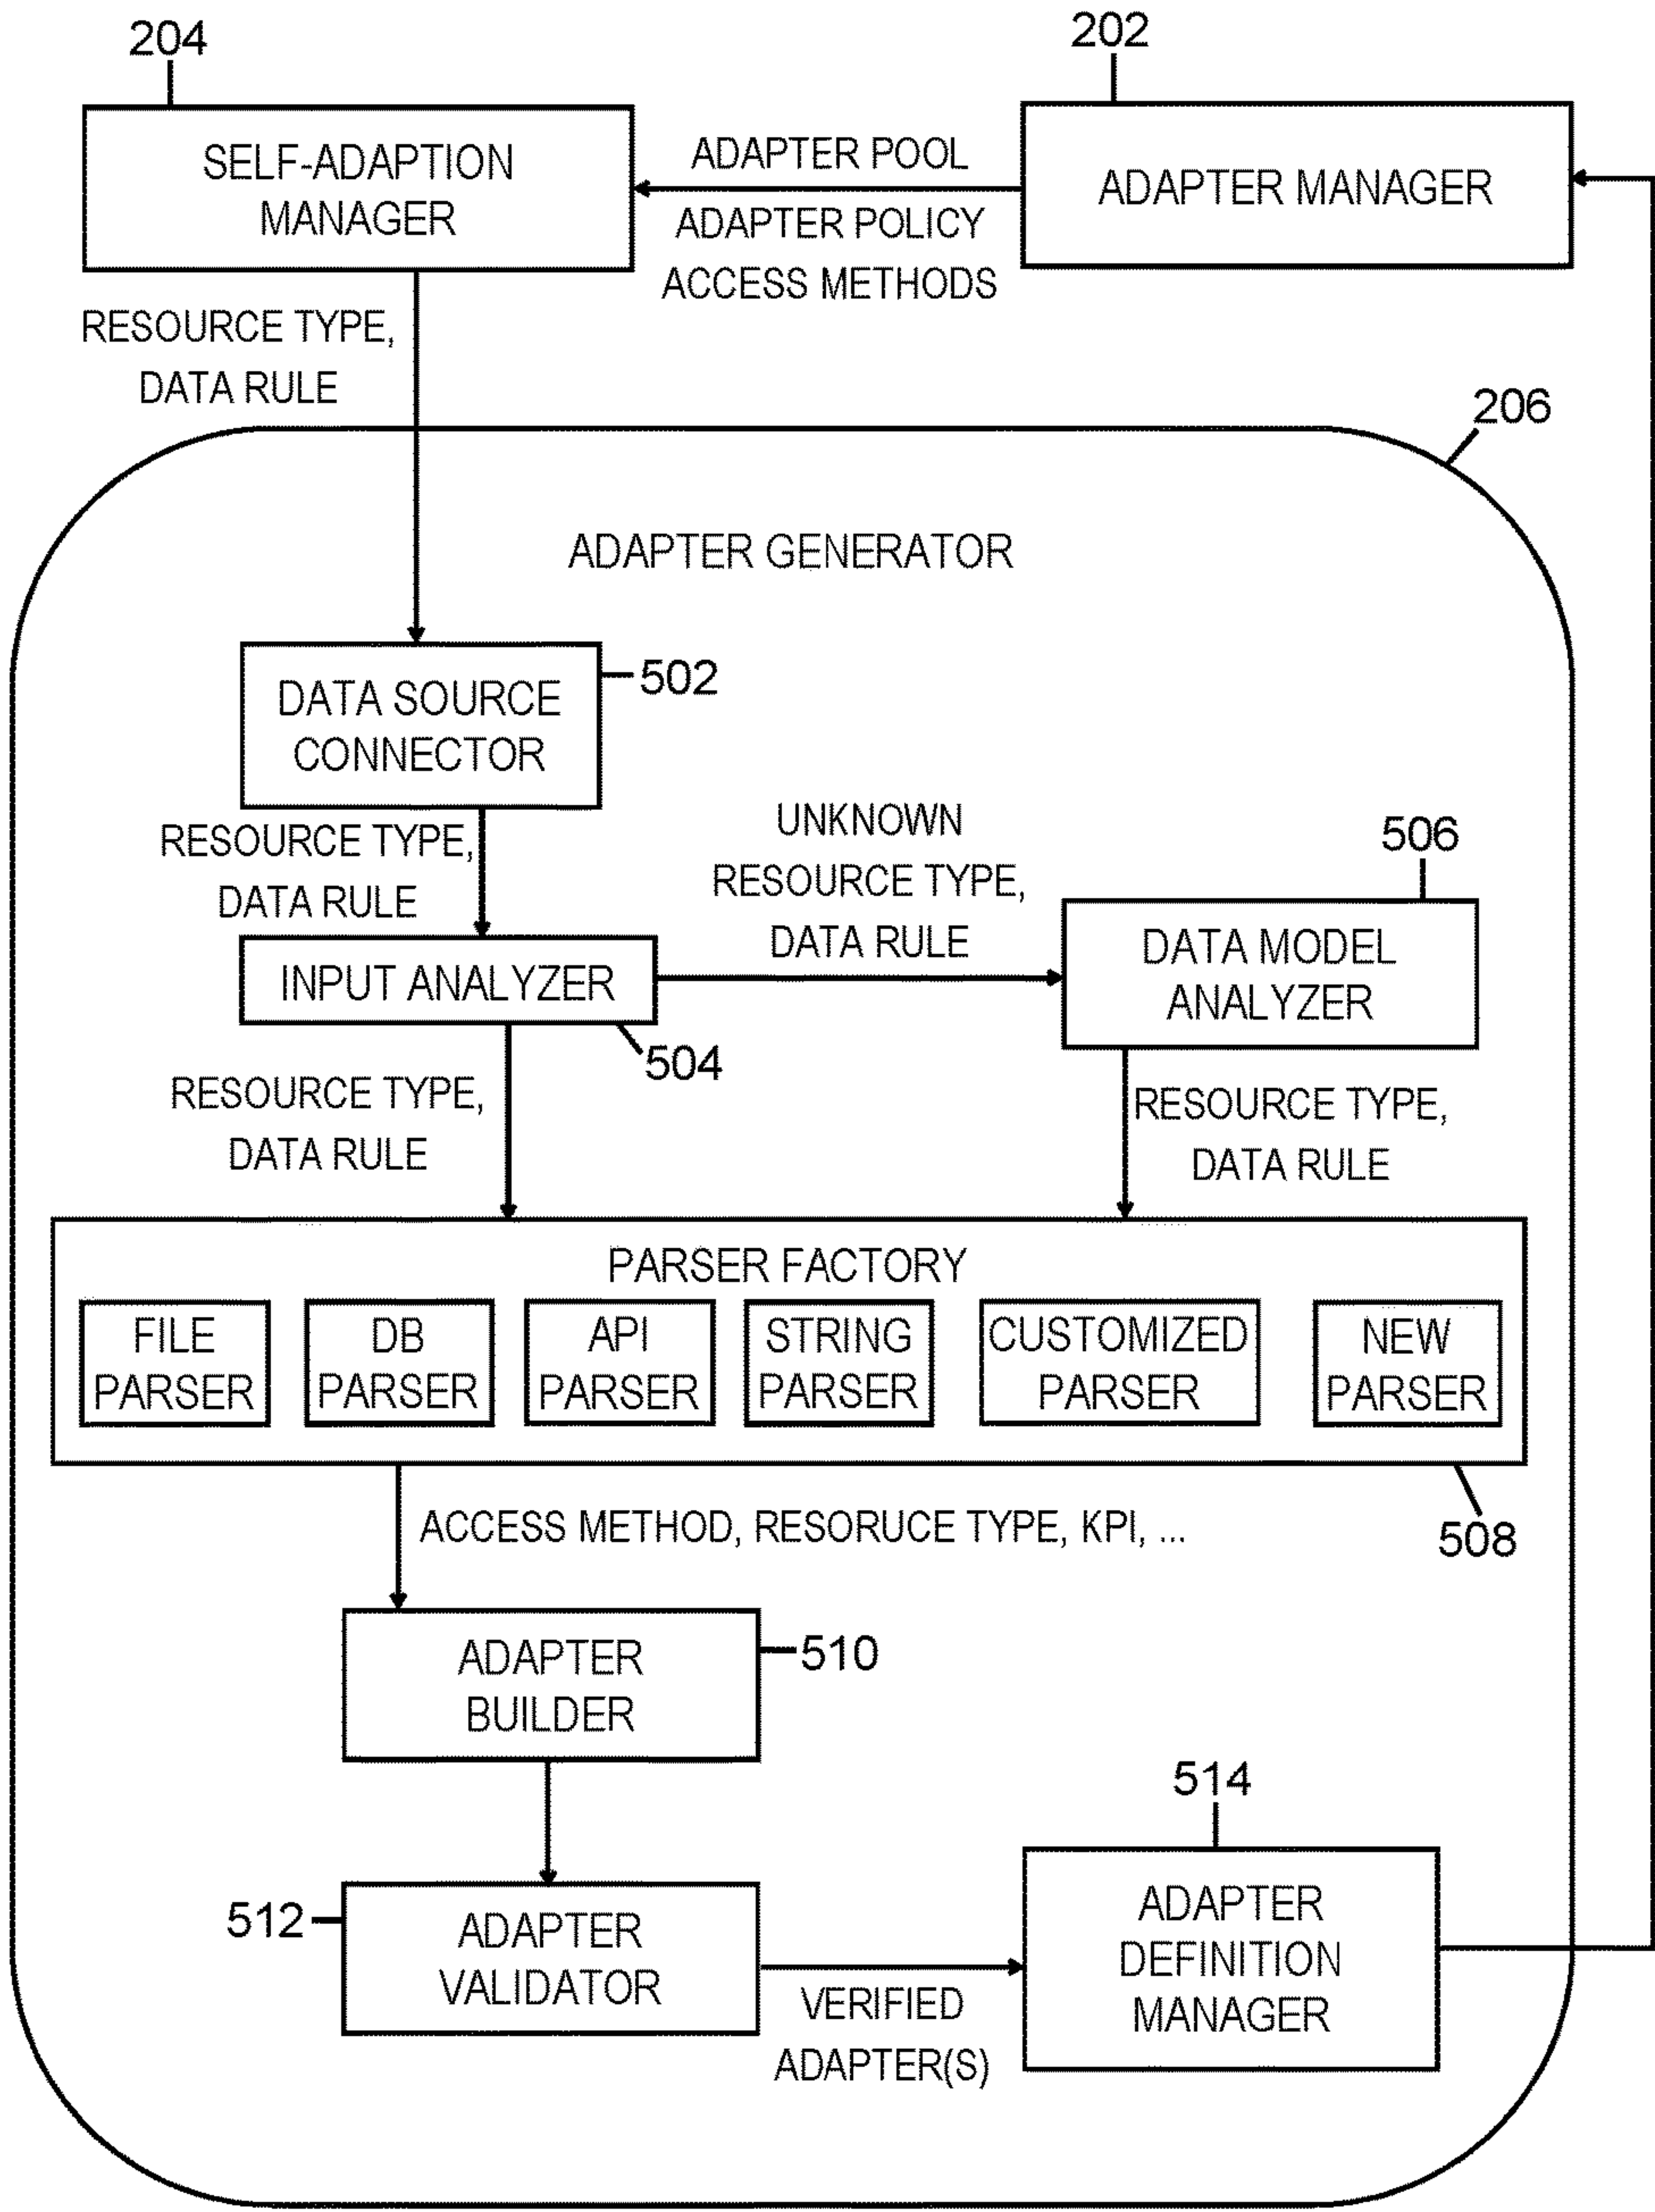 204
202
SELF-ADAPTION
MANAGER
ADAPTER POOL
ADAPTER POLICY
ACCESS METHODS
ADAPTER MANAGER
RESOURCE TYPE,
DATA RULE
206
ADAPTER GENERATOR
DATA SOURCE
CONNECTOR
502
RESOURCE TYPE,
DATA RULE
UNKNOWN
RESOURCE TYPE,
DATA RULE
506
INPUT ANALYZER
504
DATA MODEL
ANALYZER
RESOURCE TYPE,
DATA RULE
RESOURCE TYPE,
DATA RULE
PARSER FACTORY
FILE
PARSER
DB
PARSER
API
PARSER
STRING
PARSER
CUSTOMIZED
PARSER
NEW
PARSER
508
ACCESS METHOD, RESORUCE TYPE, KPI, ...
ADAPTER
BUILDER
510
514
512
ADAPTER
VALIDATOR
VERIFIED
ADAPTER(S)
ADAPTER
DEFINITION
MANAGER